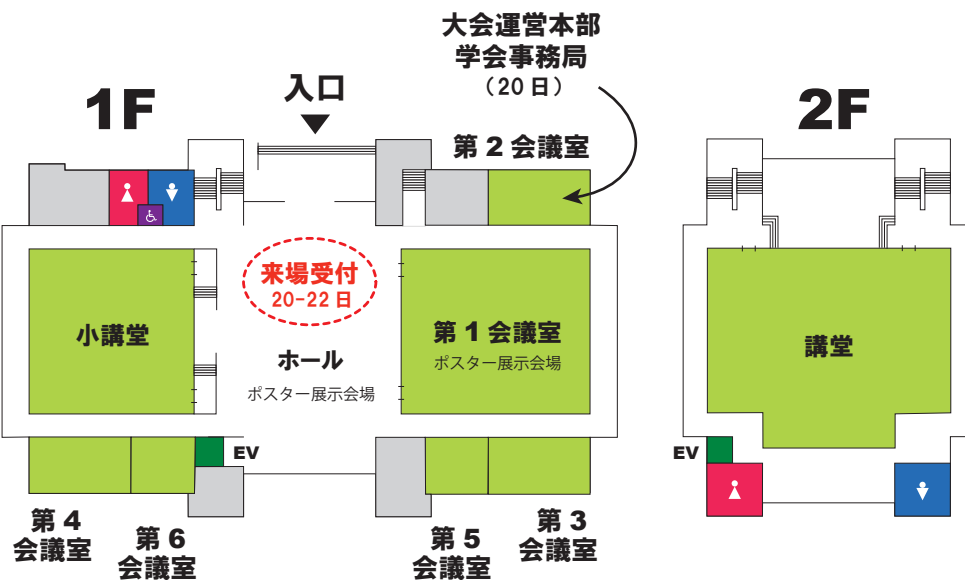 大会運営本部
学会事務局
（20 日）
1F
入口
2F
第 2 会議室
来場受付
20-22 日
小講堂
第 1 会議室
ポスター展示会場
ホール
ポスター展示会場
講堂
EV
EV
第 4
会議室
第 6
会議室
第 5
会議室
第 3
会議室